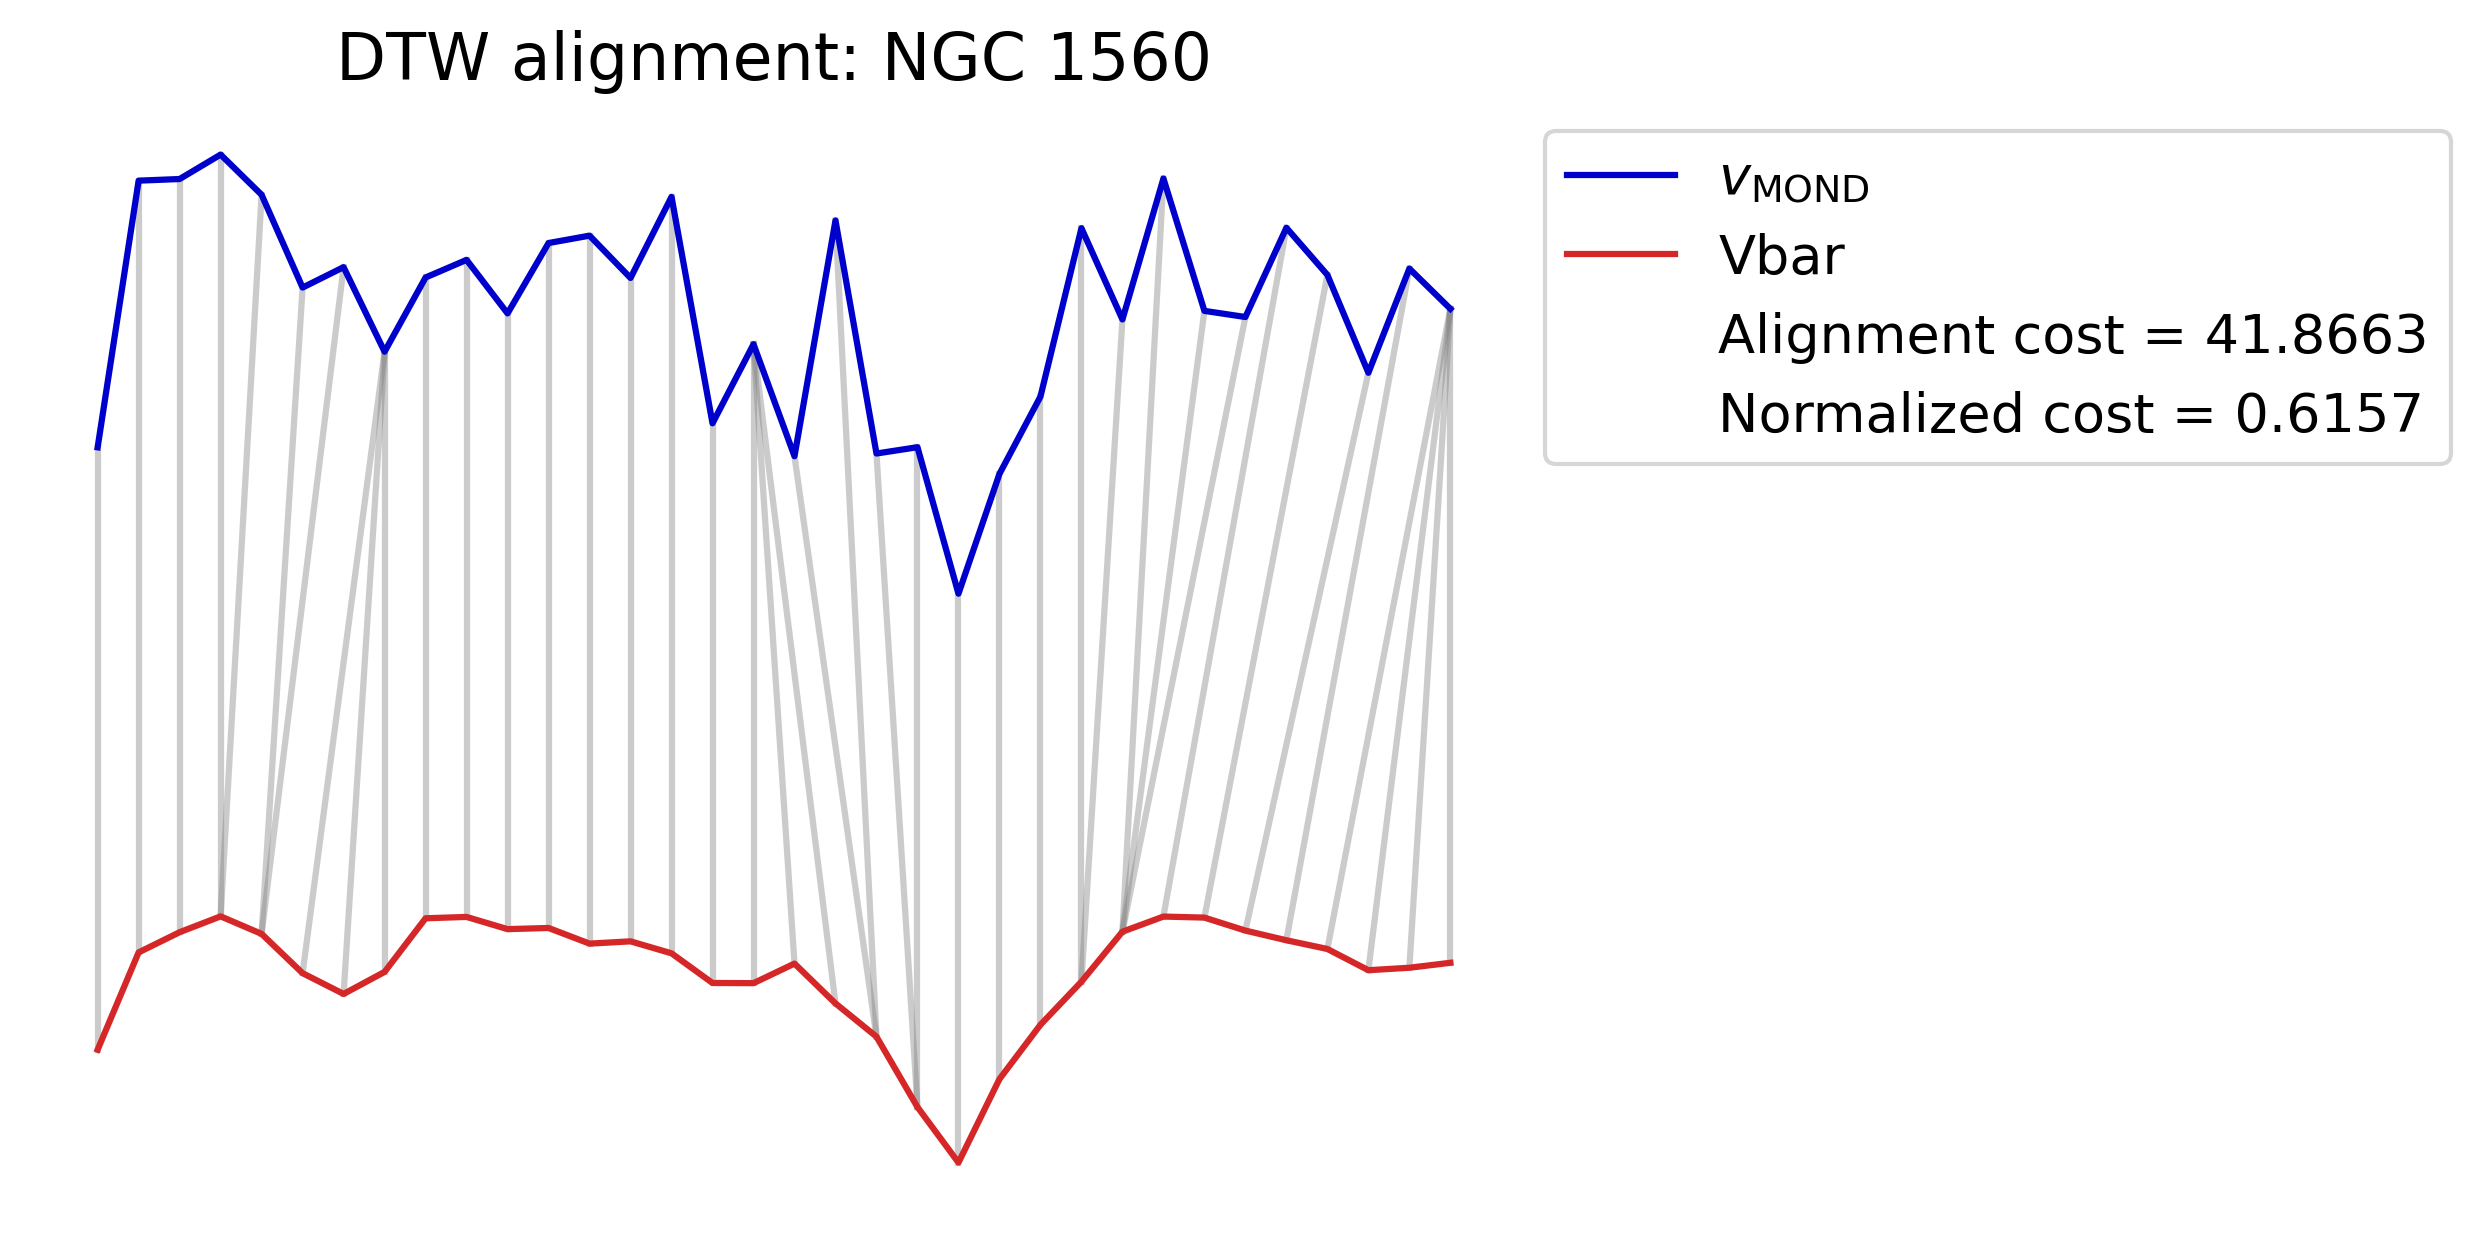 DTW alignment: NGC 1560
v_MOND
Vbar
Alignment cost = 41.8663
Normalized cost = 0.6157